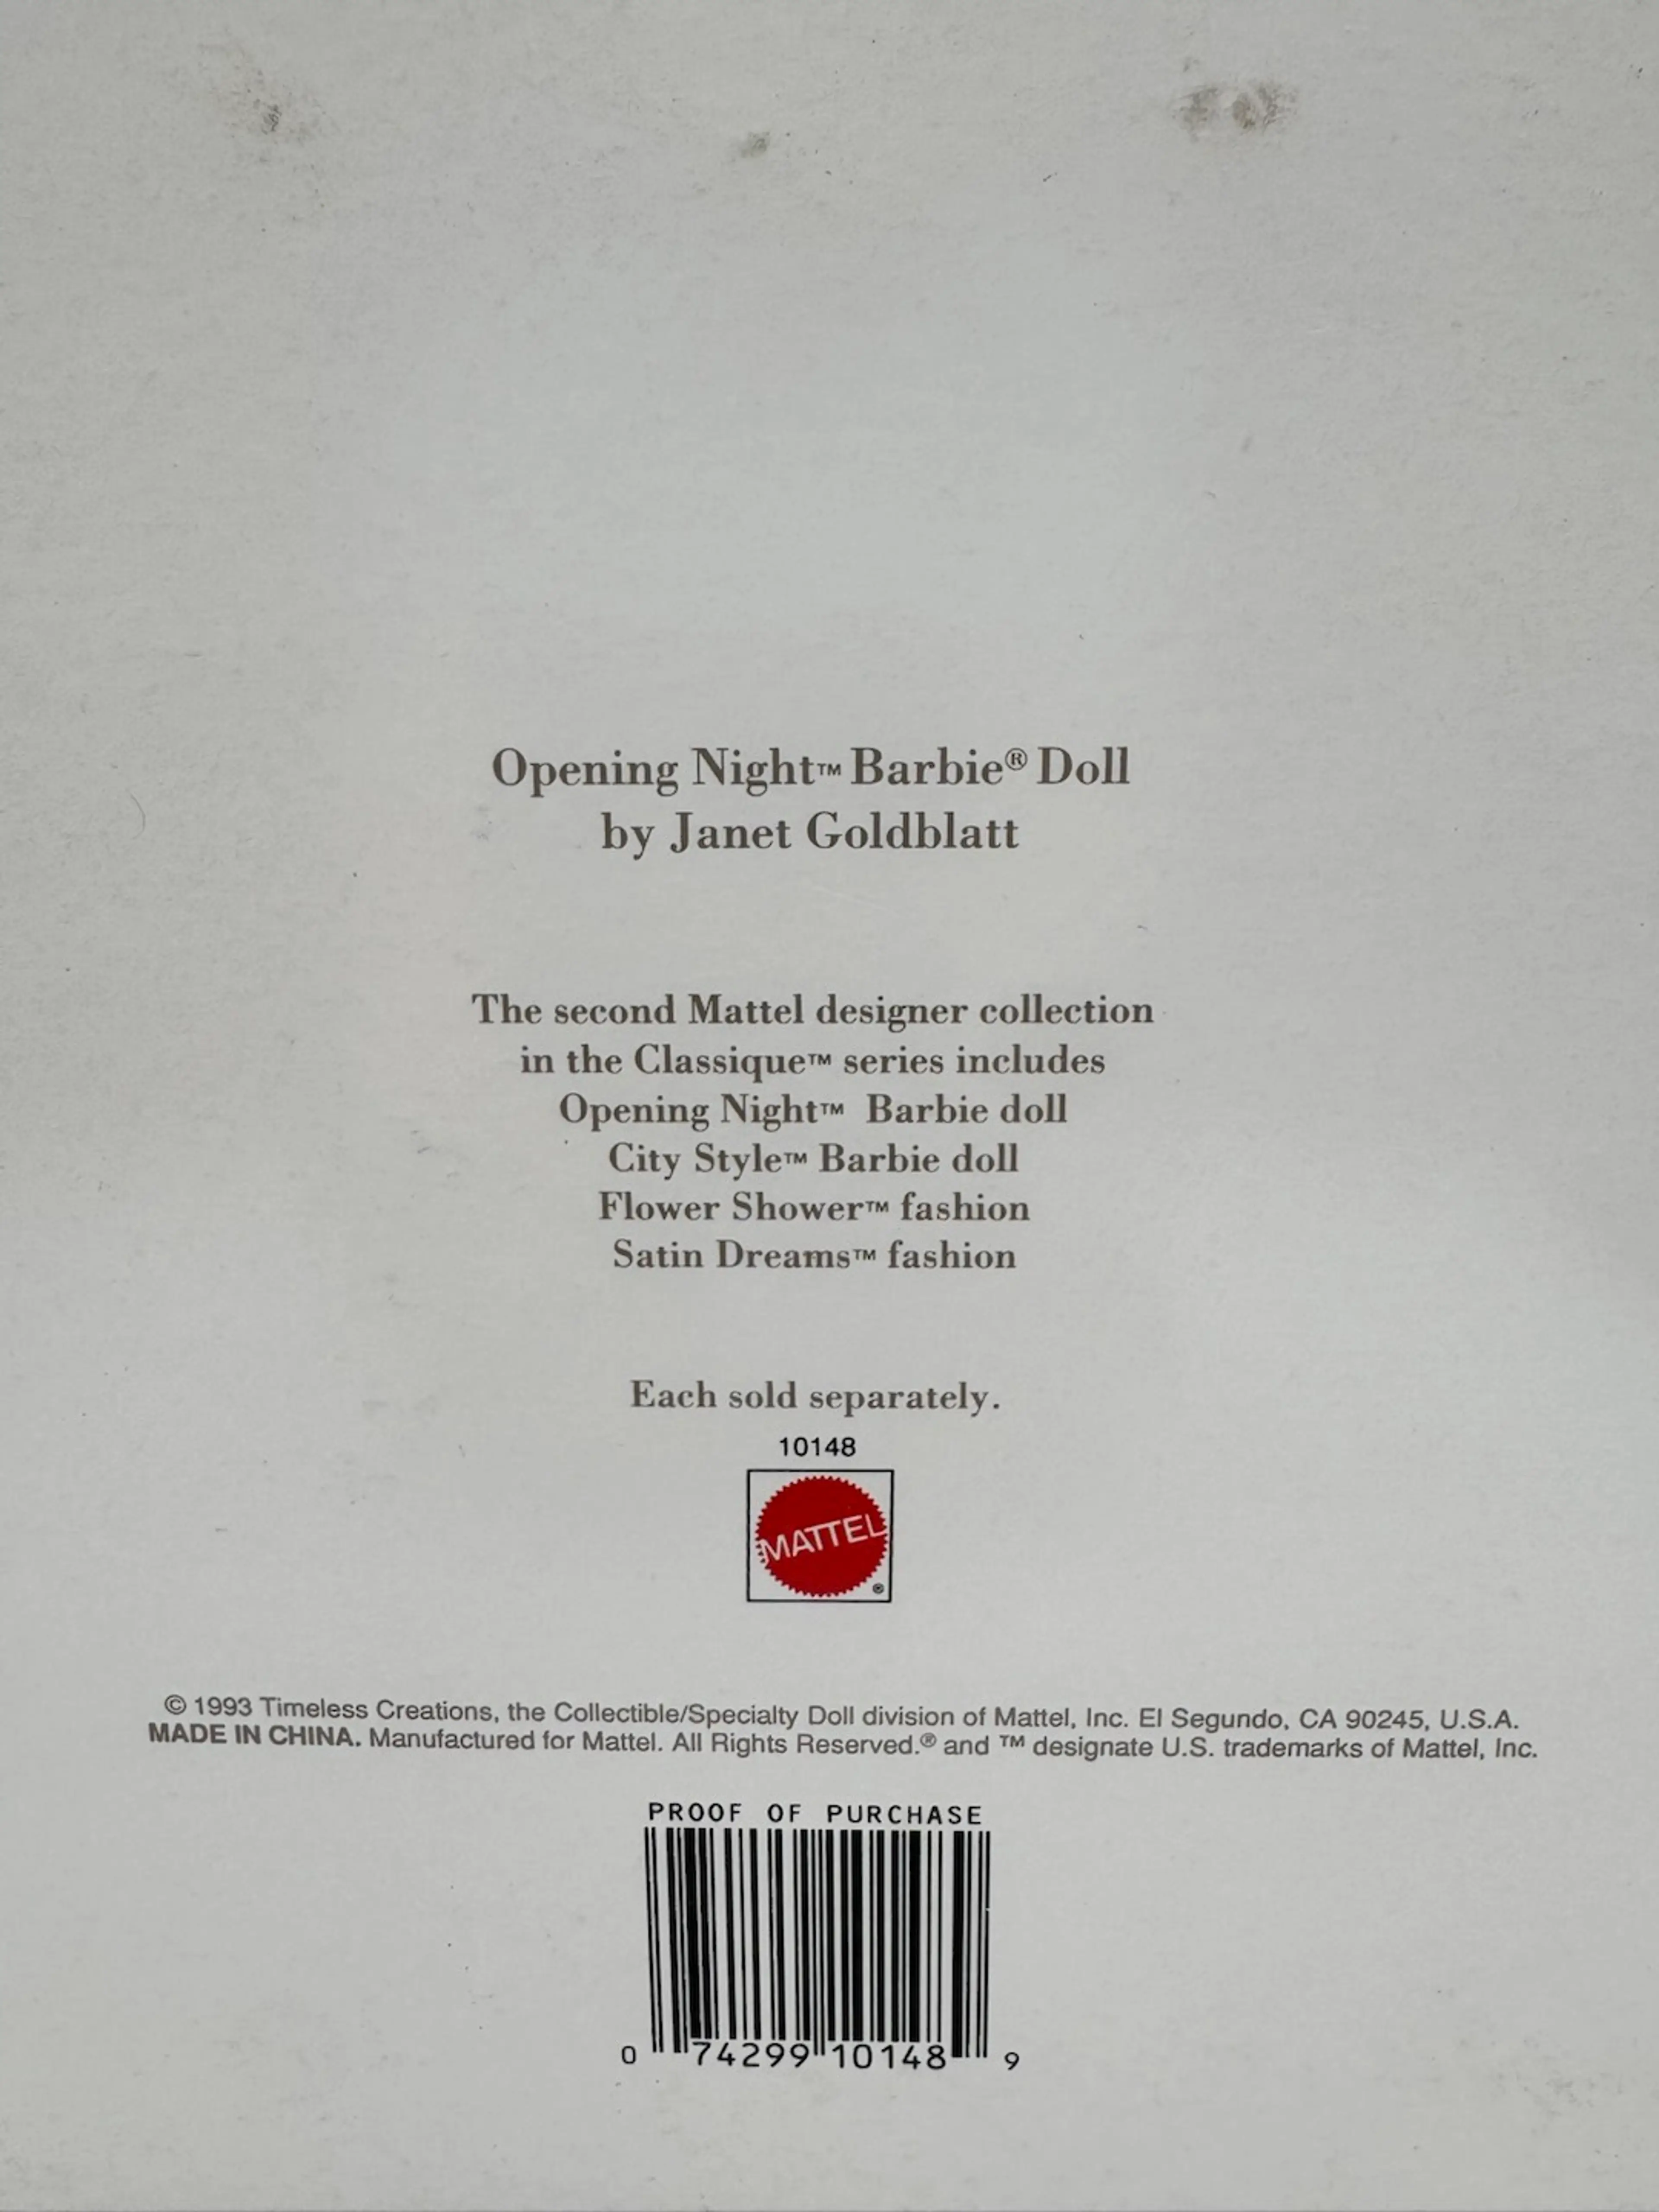 Opening Night™ Barbie® Doll
by Janet Goldblatt
The second Mattel designer collection
in the Classique™ series includes
Opening Night™ Barbie doll
City Style™ Barbie doll
Flower Shower™ fashion
Satin Dreams™ fashion
Each sold separately.
10148
MATTEL
®
© 1993 Timeless Creations, the Collectible/Specialty Doll division of Mattel, Inc. El Segundo, CA 90245, U.S.A.
MADE IN CHINA. Manufactured for Mattel. All Rights Reserved.® and ™ designate U.S. trademarks of Mattel, Inc.
PROOF OF PURCHASE
0 74299 10148 9